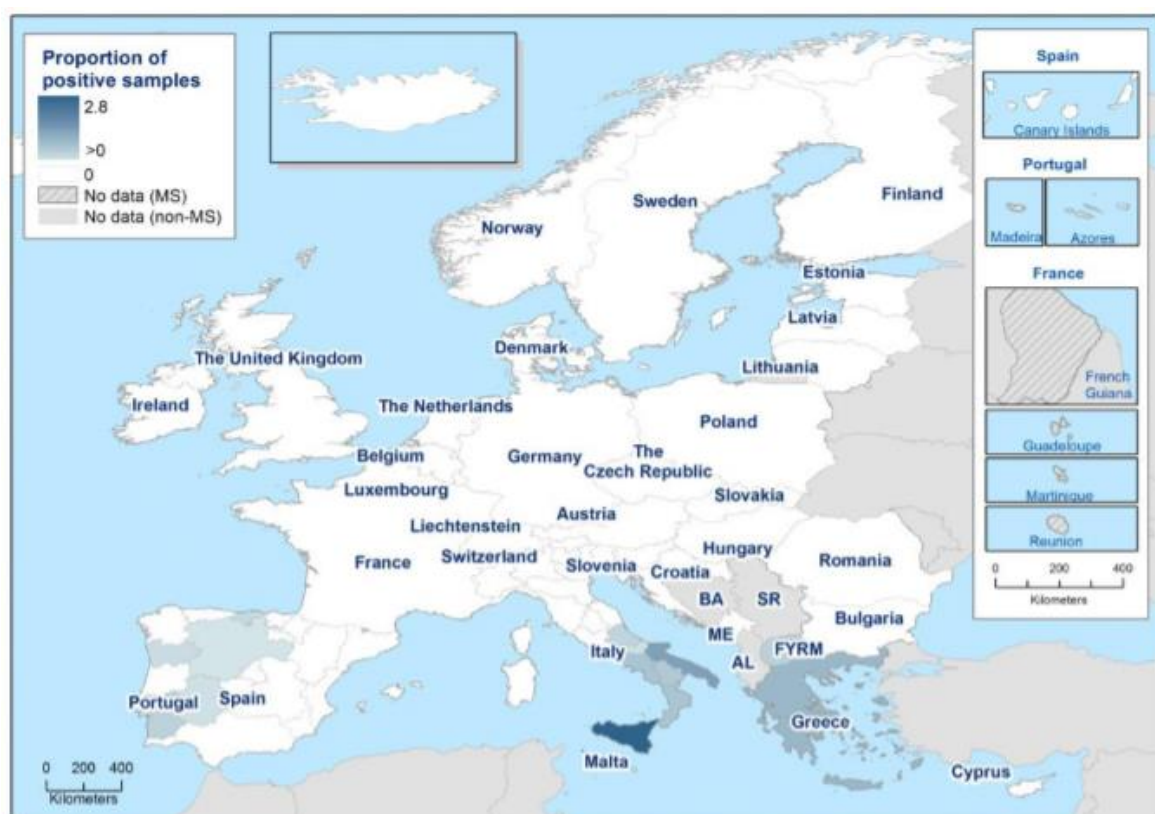 Proportion of
positive samples
2.8
>0
0
No data (MS)
No data (non-MS)
Spain
Canary Islands
Portugal
Madeira
Azores
France
French
Guiana
Guadeloupe
Martinique
Reunion
0 200 400
Kilometers
Finland
Sweden
Norway
Estonia
Latvia
Denmark
Lithuania
The United Kingdom
Ireland
The Netherlands
Poland
Belgium
Germany
The
Czech Republic
Luxembourg
Slovakia
Austria
Liechtenstein
Hungary
France
Switzerland
Slovenia
Romania
Croatia
BA
SR
Bulgaria
ME
Italy
FYRM
AL
Portugal
Spain
Greece
Malta
Cyprus
0 200 400
Kilometers